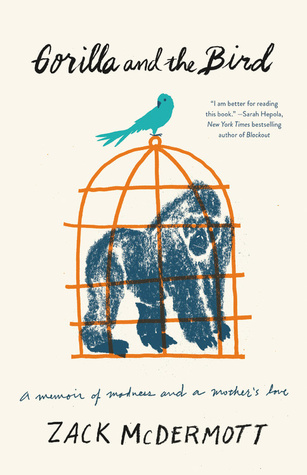 Gorilla and the Bird
"I am better for reading
this book." —Sarah Hepola,
New York Times bestselling
author of Blackout
a memoir of madness and a mother's love
ZACK McDERMOTT